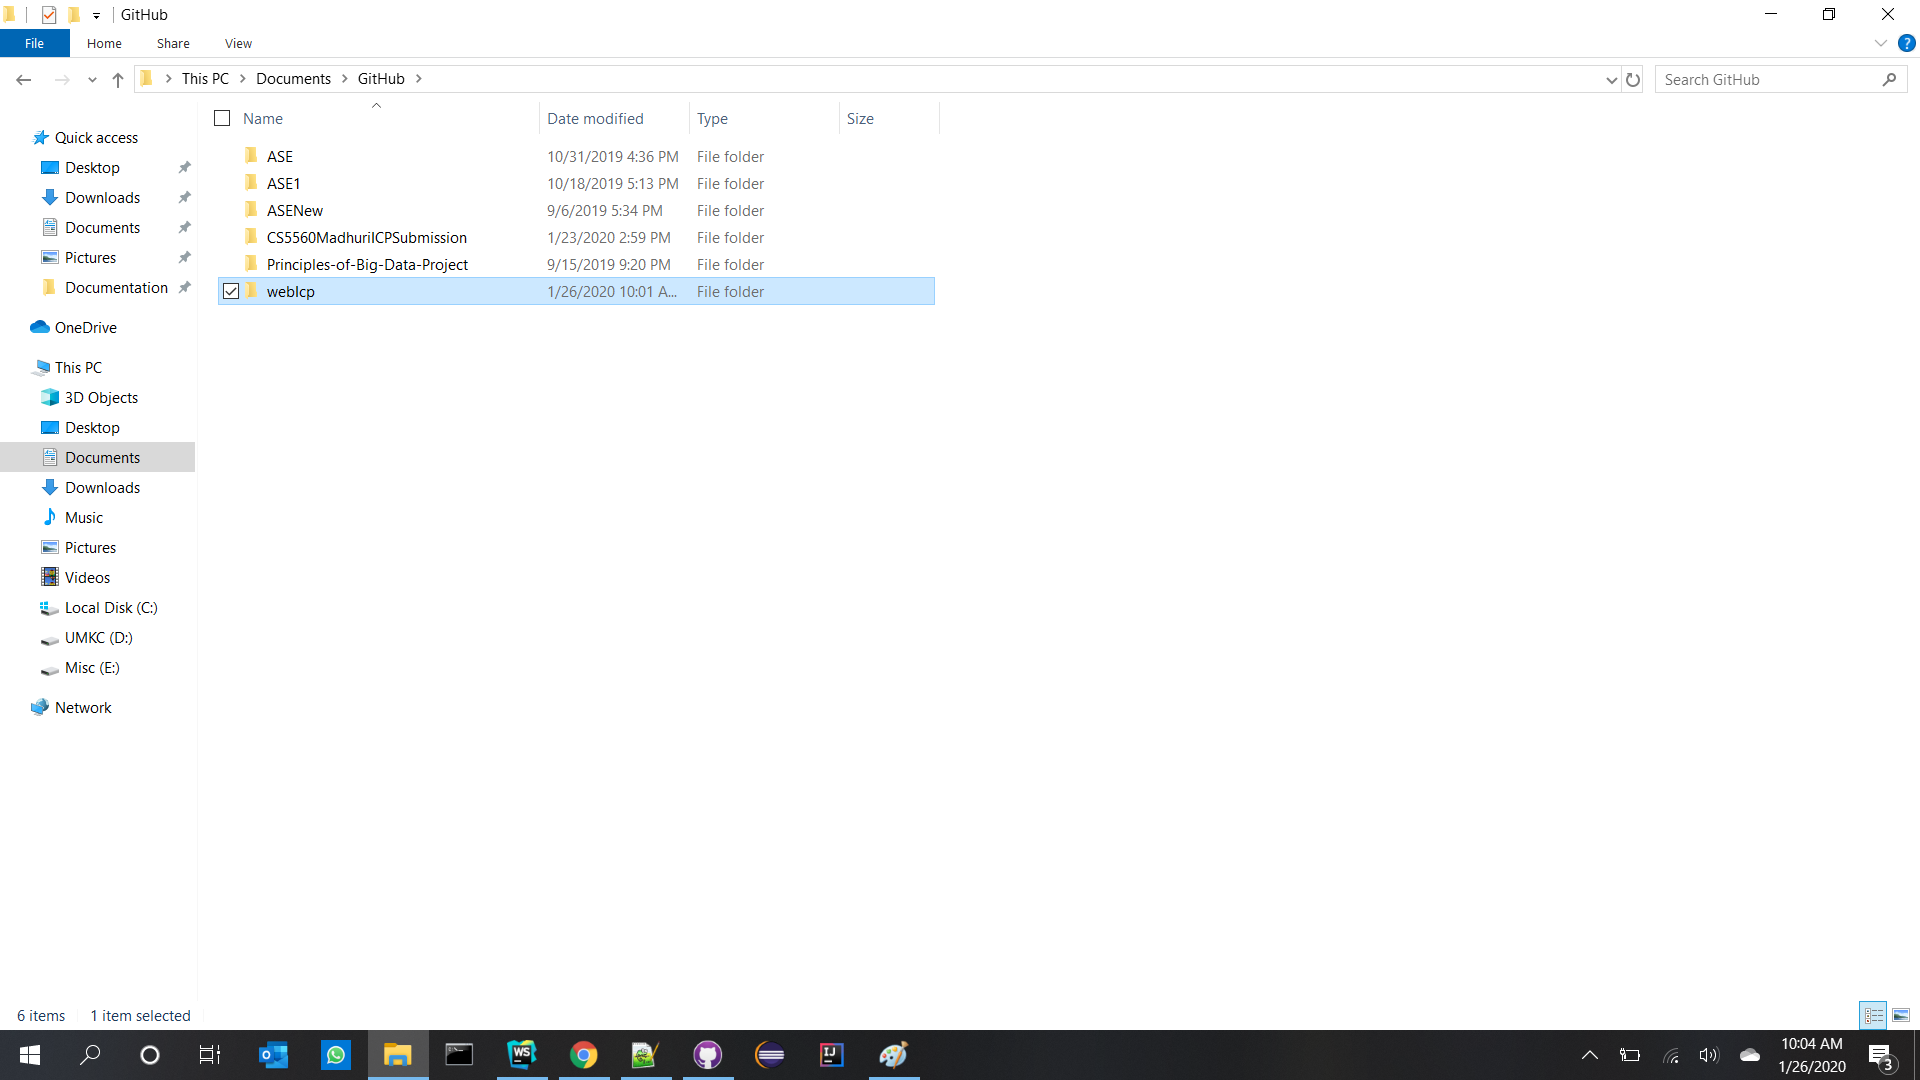 GitHub
File Home Share View
This PC Documents GitHub
Search GitHub
Name Date modified Type Size
Quick access
Desktop
Downloads
Documents
Pictures
Documentation
OneDrive
This PC
3D Objects
Desktop
Documents
Downloads
Music
Pictures
Videos
Local Disk (C:)
UMKC (D:)
Misc (E:)
Network
ASE 10/31/2019 4:36 PM File folder
ASE1 10/18/2019 5:13 PM File folder
ASENew 9/6/2019 5:34 PM File folder
CS5560MadhuriICPSubmission 1/23/2020 2:59 PM File folder
Principles-of-Big-Data-Project 9/15/2019 9:20 PM File folder
webIcp 1/26/2020 10:01 A... File folder
6 items 1 item selected
WS
IJ
10:04 AM
1/26/2020
3